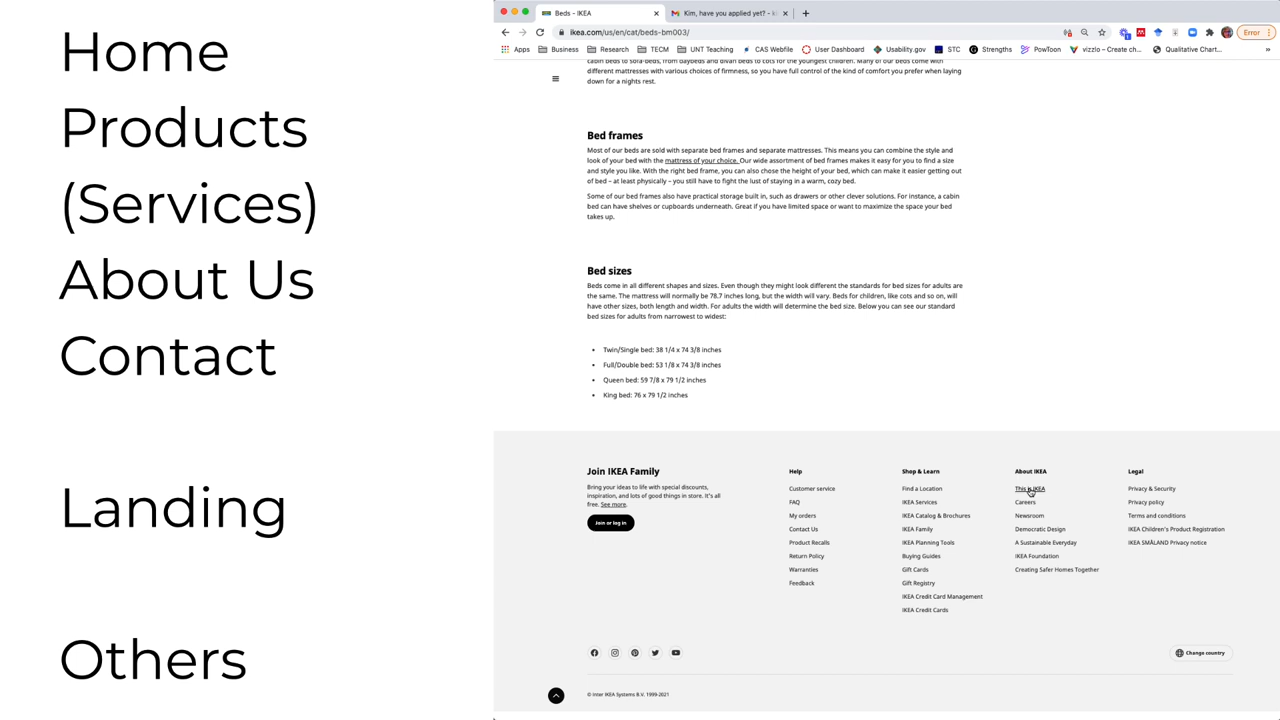 Home
Products
(Services)
About Us
Contact
Landing
Others
Beds - IKEA
Kim, have you applied yet? -
ikea.com/us/en/cat/beds-bm003/
Error
Apps
Business
Research
TECM
UNT Teaching
CAS Webfile
User Dashboard
Usability.gov
STC
Strengths
PowToon
vizzlo – Create ch...
Qualitative Chart...
different mattresses with various choices of firmness, so you have full control of the kind of comfort you prefer when laying
down for a nights rest.
Bed frames
Most of our beds are sold with separate bed frames and separate mattresses. This means you can combine the style and
look of your bed with the mattress of your choice. Our wide assortment of bed frames makes it easy for you to find a size
and style you like. With the right bed frame, you can also chose the height of your bed, which can make it easier getting out
of bed – at least physically – you still have to fight the lust of staying in a warm, cozy bed.
Some of our bed frames also have practical storage built in, such as drawers or other clever solutions. For instance, a cabin
bed can have shelves or cupboards underneath. Great if you have limited space or want to maximize the space your bed
takes up.
Bed sizes
Beds come in all different shapes and sizes. Even though they might look different the standards for bed sizes for adults are
the same. The mattress will normally be 78.7 inches long, but the width will vary. Beds for children, like cots and so on, will
have other sizes, both length and width. For adults the width will determine the bed size. Below you can see our standard
bed sizes for adults from narrowest to widest:
• Twin/Single bed: 38 1/4 x 74 3/8 inches
• Full/Double bed: 53 1/8 x 74 3/8 inches
• Queen bed: 59 7/8 x 79 1/2 inches
• King bed: 76 x 79 1/2 inches
Join IKEA Family
Bring your ideas to life with special discounts,
inspiration, and lots of good things in store. It's all
free. See more.
Join or log in
Help
Customer service
FAQ
My orders
Contact Us
Product Recalls
Return Policy
Warranties
Feedback
Shop & Learn
Find a Location
IKEA Services
IKEA Catalog & Brochures
IKEA Family
IKEA Planning Tools
Buying Guides
Gift Cards
Gift Registry
IKEA Credit Card Management
IKEA Credit Cards
About IKEA
This is IKEA
Careers
Newsroom
Democratic Design
A Sustainable Everyday
IKEA Foundation
Creating Safer Homes Together
Legal
Privacy & Security
Privacy policy
Terms and conditions
IKEA Children's Product Registration
IKEA SMÅLAND Privacy notice
Change country
© Inter IKEA Systems B.V. 1999-2021